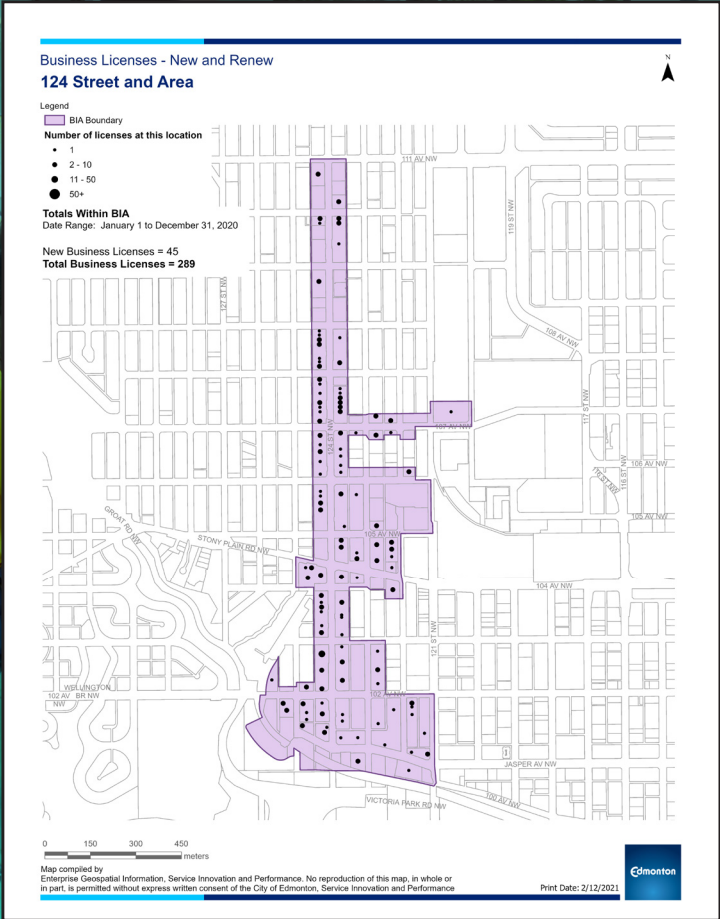 Business Licenses - New and Renew
124 Street and Area
N
Legend
BIA Boundary
Number of licenses at this location
1
2 - 10
11 - 50
50+
Totals Within BIA
Date Range: January 1 to December 31, 2020
New Business Licenses = 45
Total Business Licenses = 289
111 AV NW
119 ST NW
127 ST NW
108 AV NW
117 ST NW
107 AV NW
124 ST NW
106 AV NW
116 ST NW
116 ST NW
105 AV NW
GROAT RD NW
STONY PLAIN RD NW
105 AV NW
104 AV NW
121 ST NW
WELLINGTON
102 AV BR NW
NW
102 AV NW
JASPER AV NW
100 AV NW
VICTORIA PARK RD NW
0 150 300 450
meters
Map compiled by
Enterprise Geospatial Information, Service Innovation and Performance. No reproduction of this map, in whole or
in part, is permitted without express written consent of the City of Edmonton, Service Innovation and Performance
Print Date: 2/12/2021
Edmonton